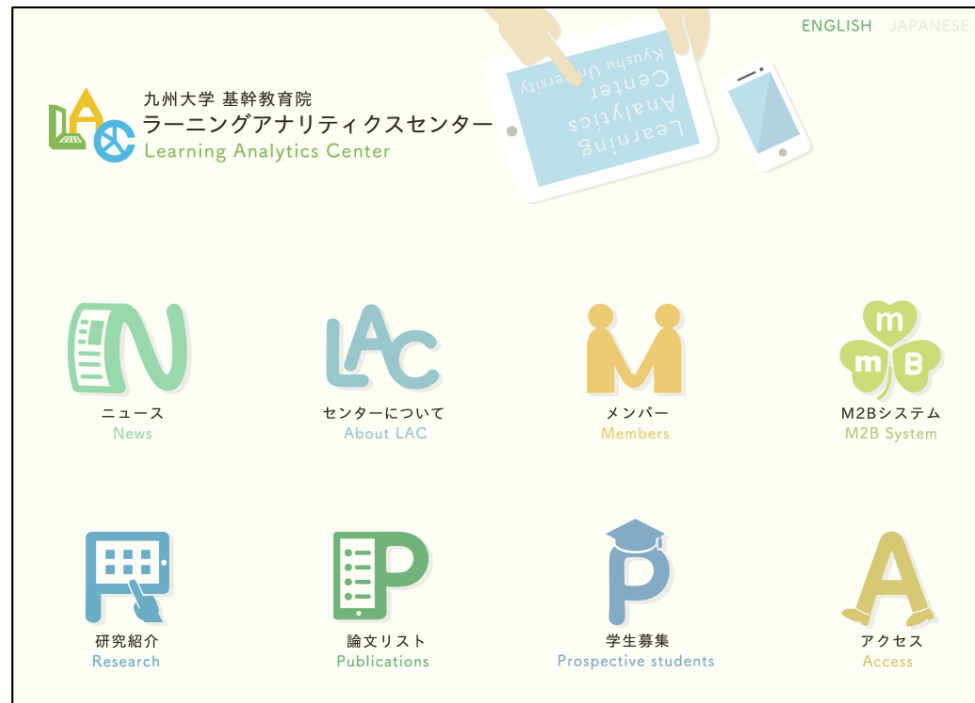 ENGLISH JAPANESE
九州大学 基幹教育院
ラーニングアナリティクスセンター
Learning Analytics Center
Learning
Analytics
Center
Kyushu University
ニュース
News
LAC
センターについて
About LAC
メンバー
Members
m
m B
M2Bシステム
M2B System
研究紹介
Research
論文リスト
Publications
学生募集
Prospective students
アクセス
Access